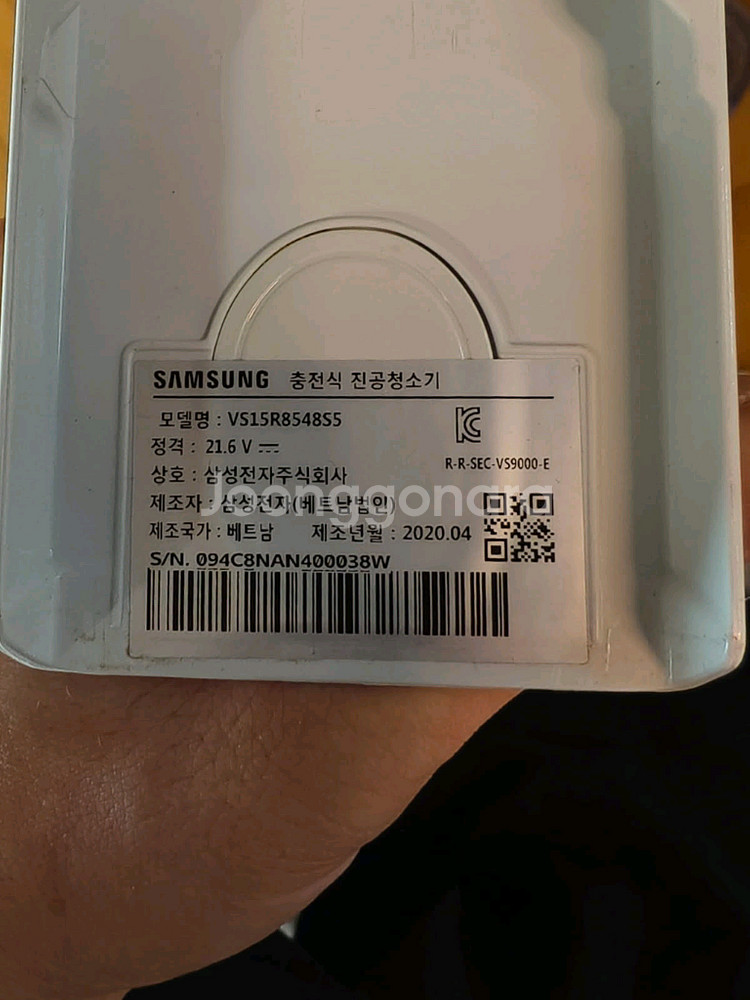 SAMSUNG 충전식 진공청소기
모델명 : VS15R8548S5
정격 : 21.6 V
R-R-SEC-VS9000-E
상호 : 삼성전자주식회사
제조자 : 삼성전자(베트남법인)
Joonggonara
제조국가 : 베트남 제조년월 : 2020.04
S/N. 094C8NAN400038W